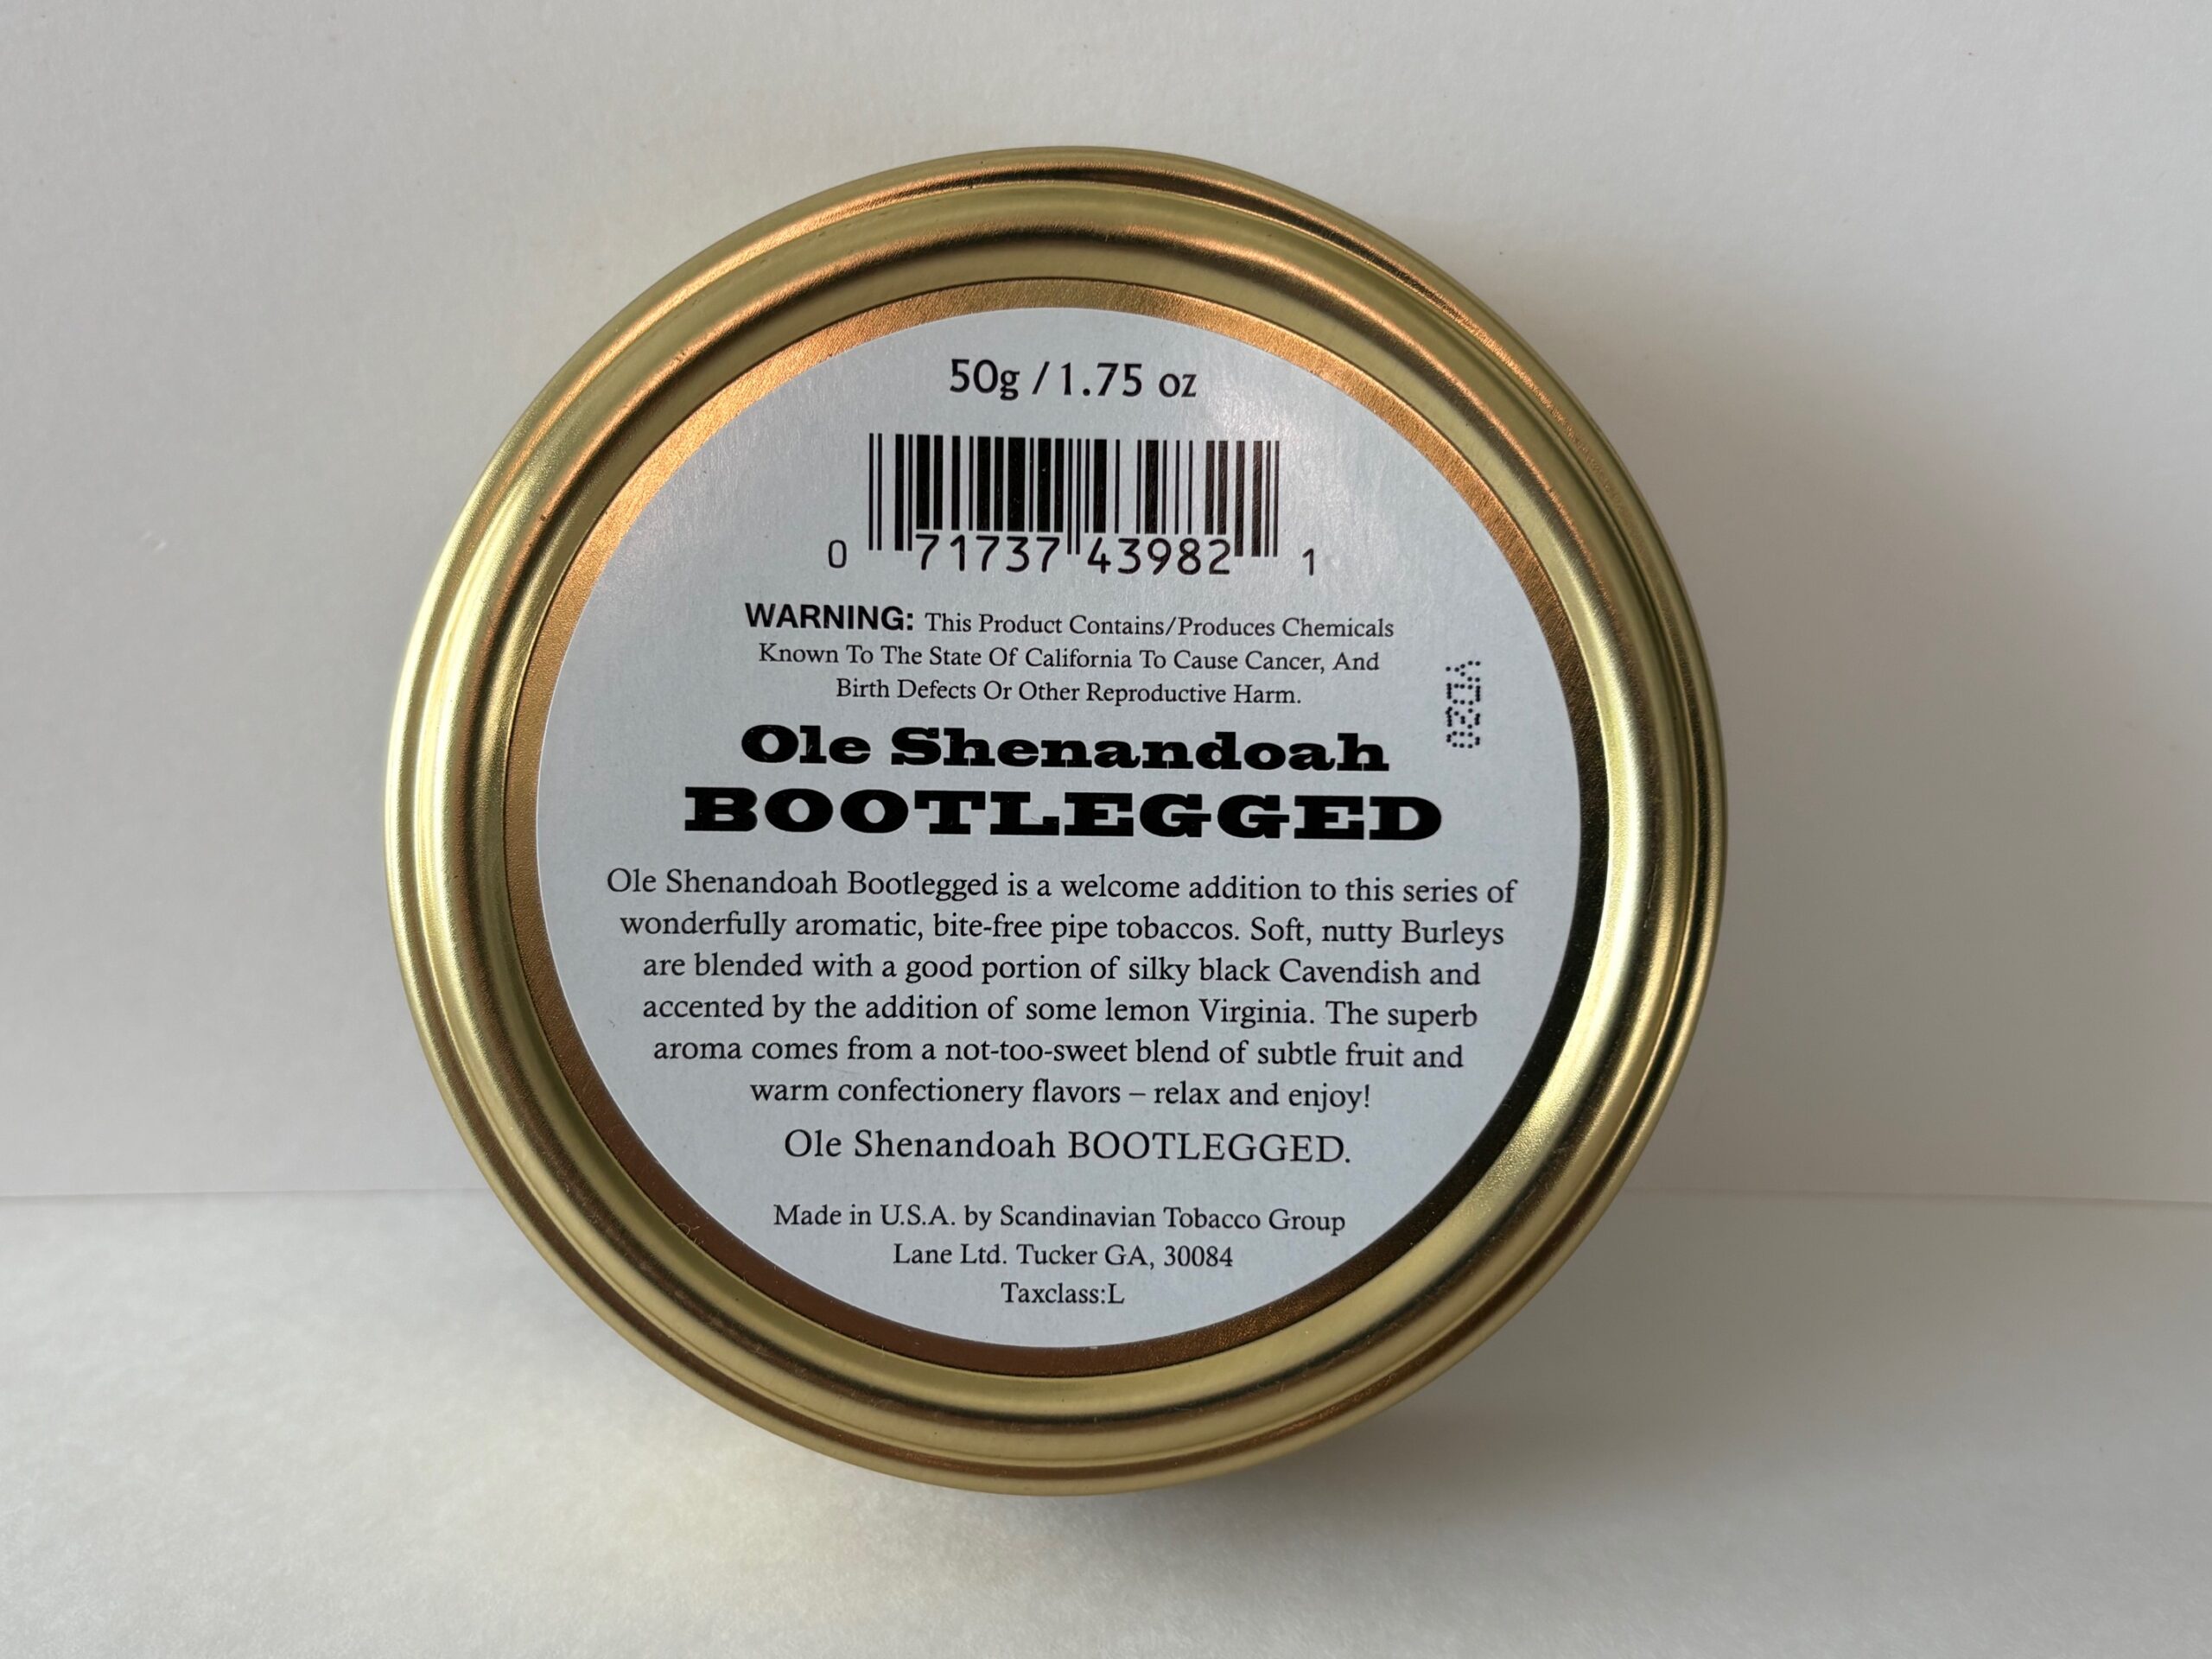 50g / 1.75 oz
0 71737 43982 1
WARNING: This Product Contains/Produces Chemicals
Known To The State Of California To Cause Cancer, And
Birth Defects Or Other Reproductive Harm.
Ole Shenandoah
BOOTLEGGED
Ole Shenandoah Bootlegged is a welcome addition to this series of
wonderfully aromatic, bite-free pipe tobaccos. Soft, nutty Burleys
are blended with a good portion of silky black Cavendish and
accented by the addition of some lemon Virginia. The superb
aroma comes from a not-too-sweet blend of subtle fruit and
warm confectionery flavors – relax and enjoy!
Ole Shenandoah BOOTLEGGED.
Made in U.S.A. by Scandinavian Tobacco Group
Lane Ltd. Tucker GA, 30084
Taxclass:L